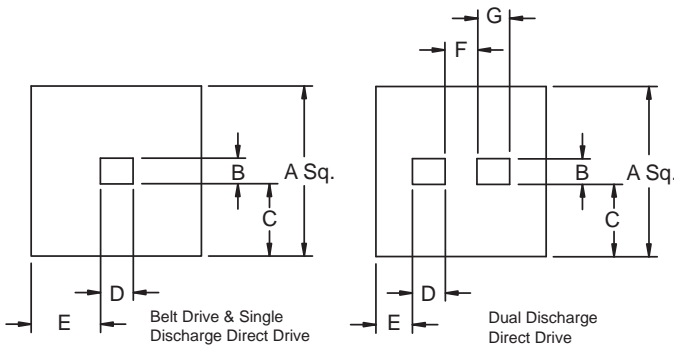 G
F
B
A Sq.
C
D
E
Belt Drive & Single
Discharge Direct Drive
B
A Sq.
C
D
E
Dual Discharge
Direct Drive